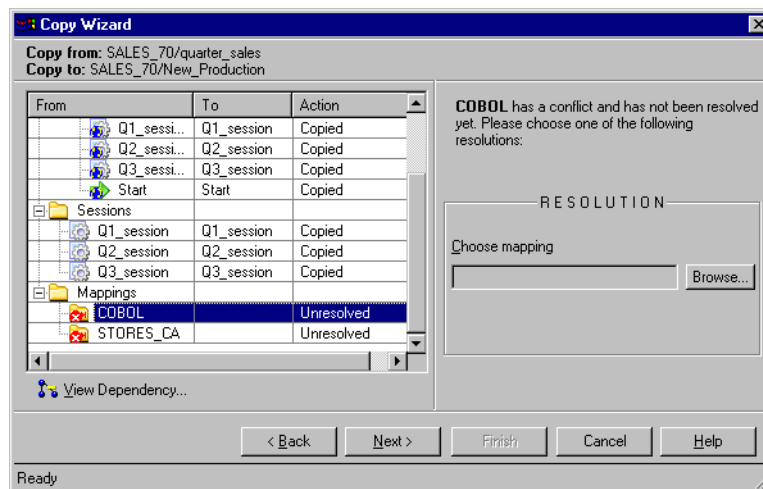 Copy Wizard
Copy from: SALES_70/quarter_sales
Copy to: SALES_70/New_Production
From To Action
Q1_sessi... Q1_session Copied
Q2_sessi... Q2_session Copied
Q3_sessi... Q3_session Copied
Start Start Copied
Sessions
Q1_session Q1_session Copied
Q2_session Q2_session Copied
Q3_session Q3_session Copied
Mappings
COBOL Unresolved
STORES_CA Unresolved
View Dependency...
COBOL has a conflict and has not been resolved
yet. Please choose one of the following
resolutions:
RESOLUTION
Choose mapping
Browse...
< Back Next > Finish Cancel Help
Ready